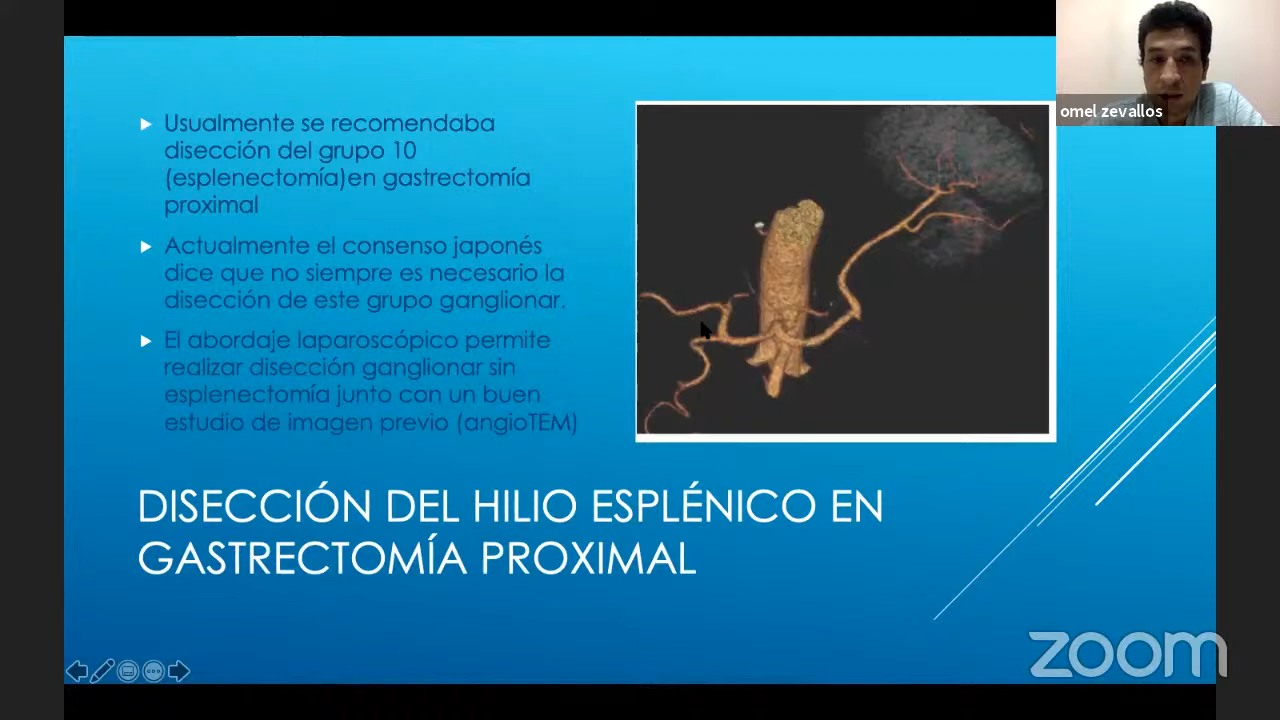 omel zevallos
Usualmente se recomendaba
disección del grupo 10
(esplenectomía)en gastrectomía
proximal
Actualmente el consenso japonés
dice que no siempre es necesario la
disección de este grupo ganglionar.
El abordaje laparoscópico permite
realizar disección ganglionar sin
esplenectomía junto con un buen
estudio de imagen previo (angioTEM)
DISECCIÓN DEL HILIO ESPLÉNICO EN
GASTRECTOMÍA PROXIMAL
zoom